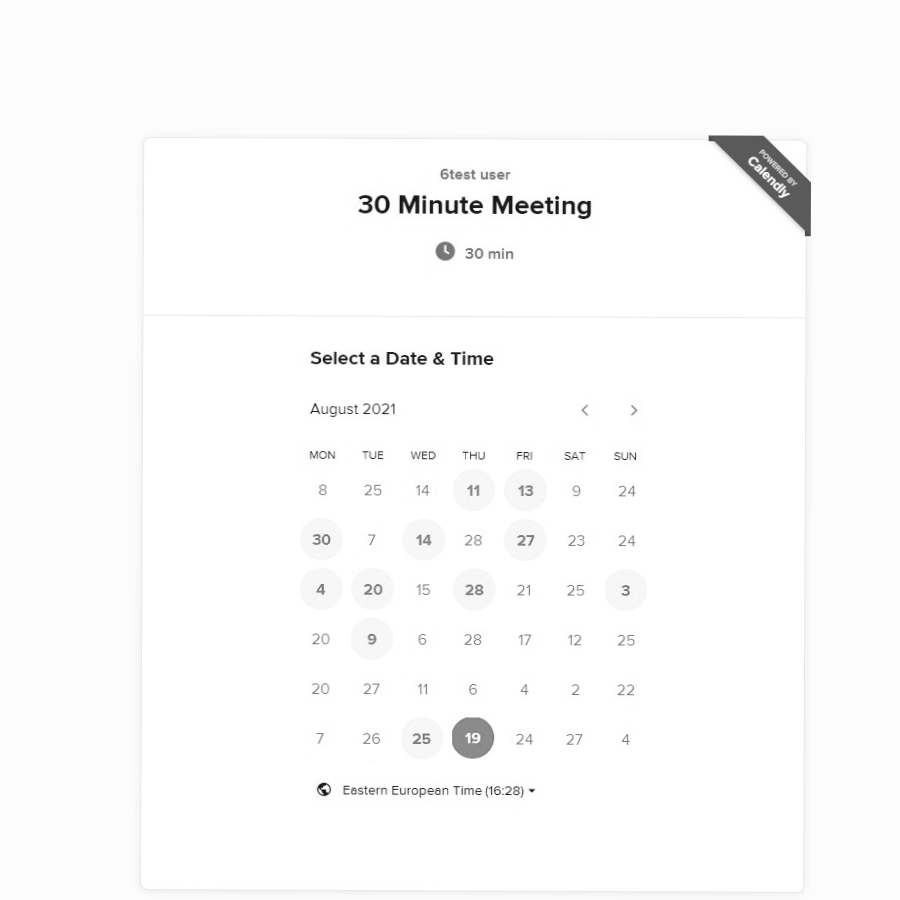 POWERED BY
Calendly
6test user
30 Minute Meeting
30 min
Select a Date & Time
August 2021
MON TUE WED THU FRI SAT SUN
8 25 14 11 13 9 24
30 7 14 28 27 23 24
4 20 15 28 21 25 3
20 9 6 28 17 12 25
20 27 11 6 4 2 22
7 26 25 19 24 27 4
Eastern European Time (16:28)